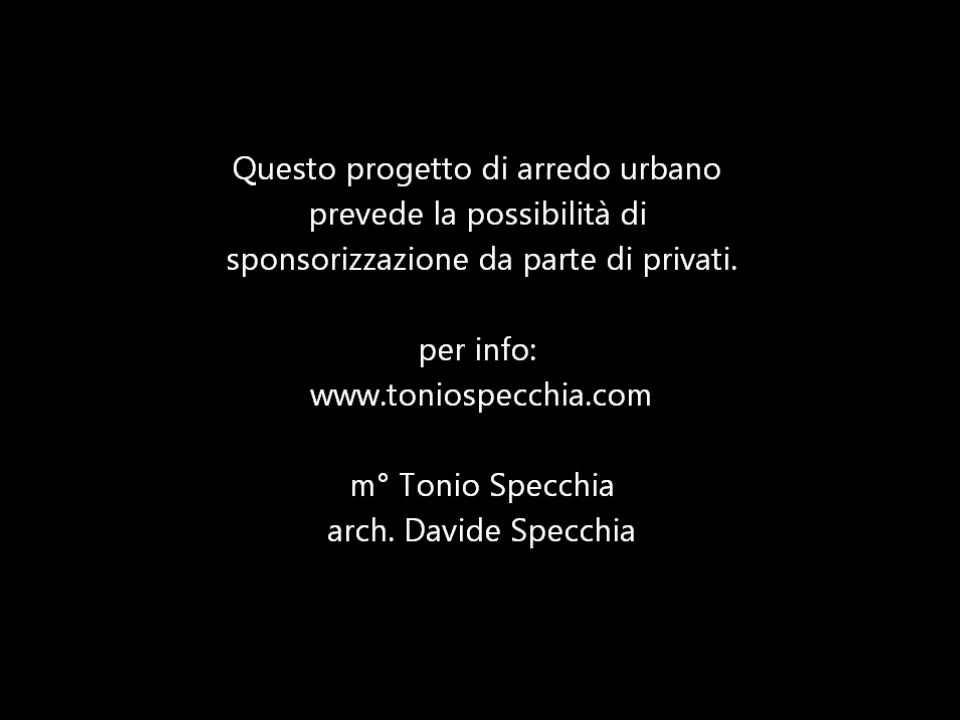 Questo progetto di arredo urbano
prevede la possibilità di
sponsorizzazione da parte di privati.
per info:
www.toniospecchia.com
m° Tonio Specchia
arch. Davide Specchia